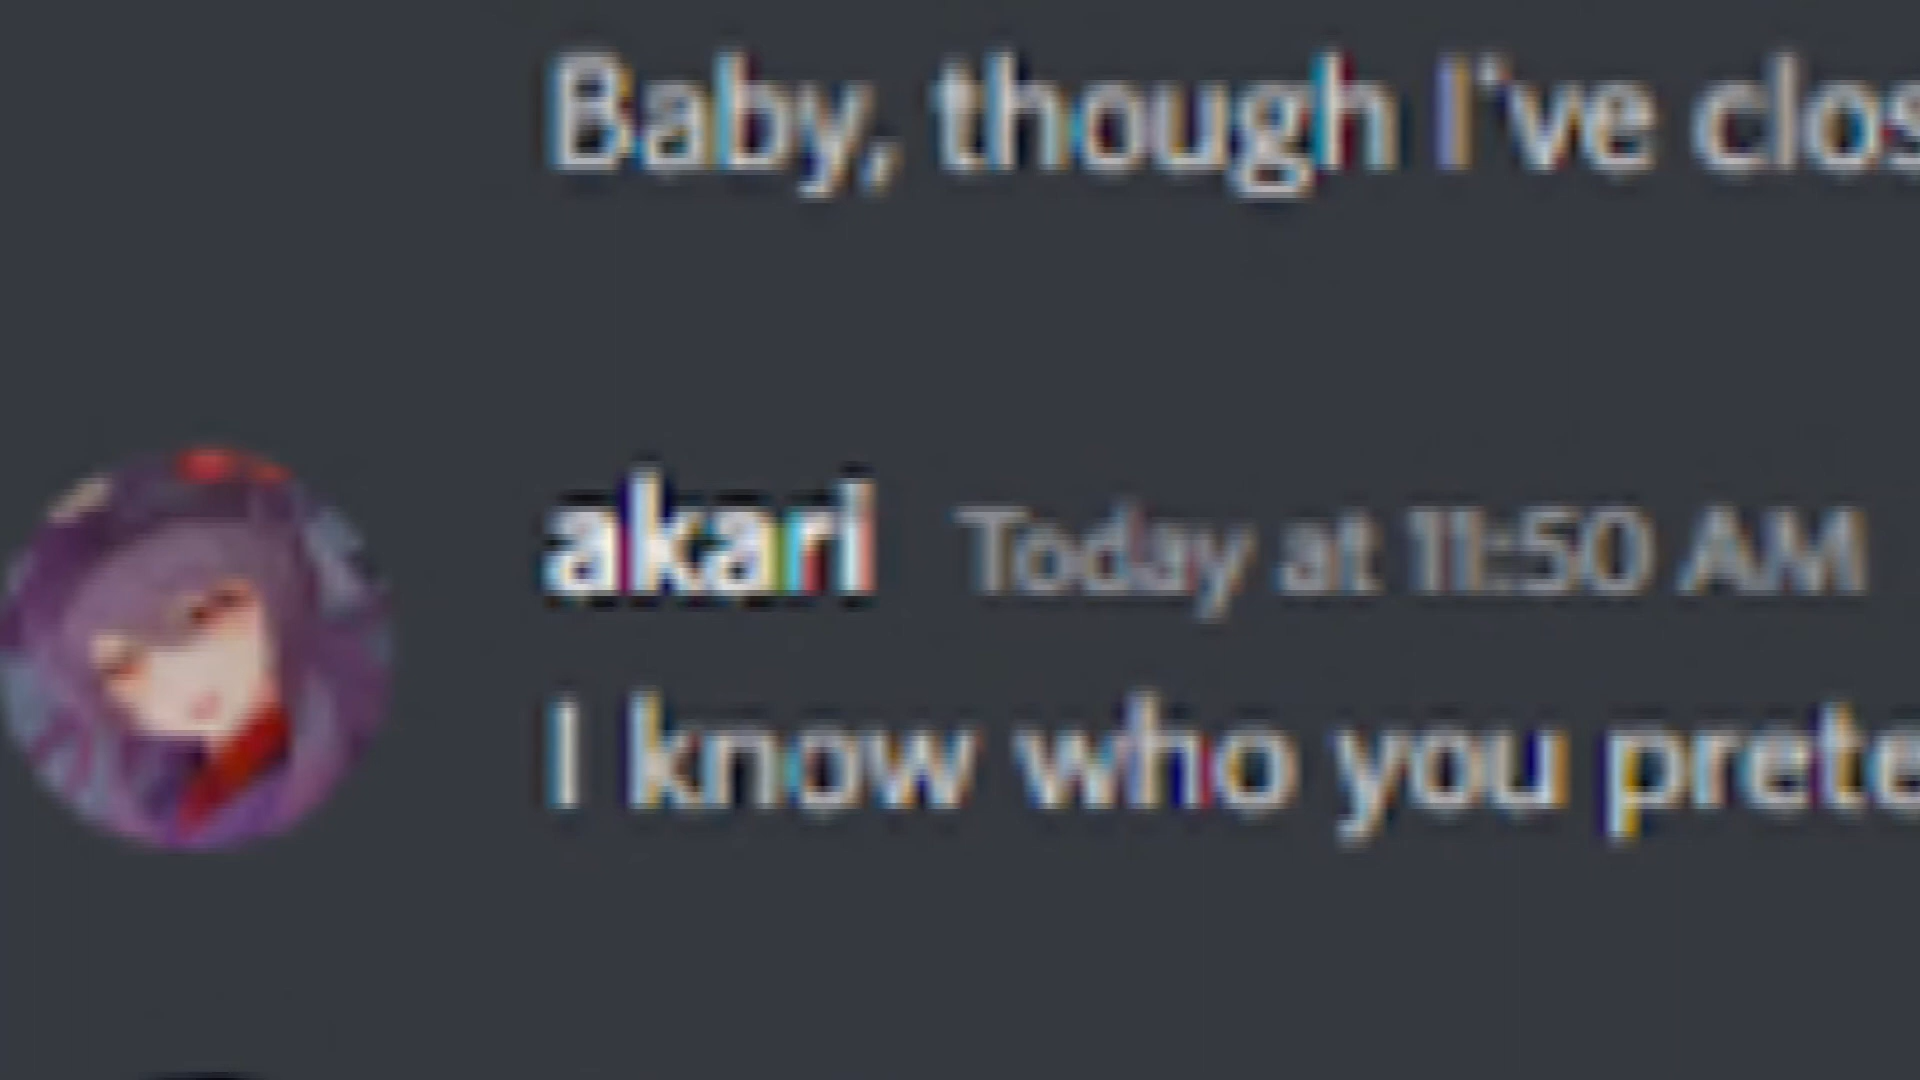 Baby, though I've clos
akari Today at 11:50 AM
I know who you prete